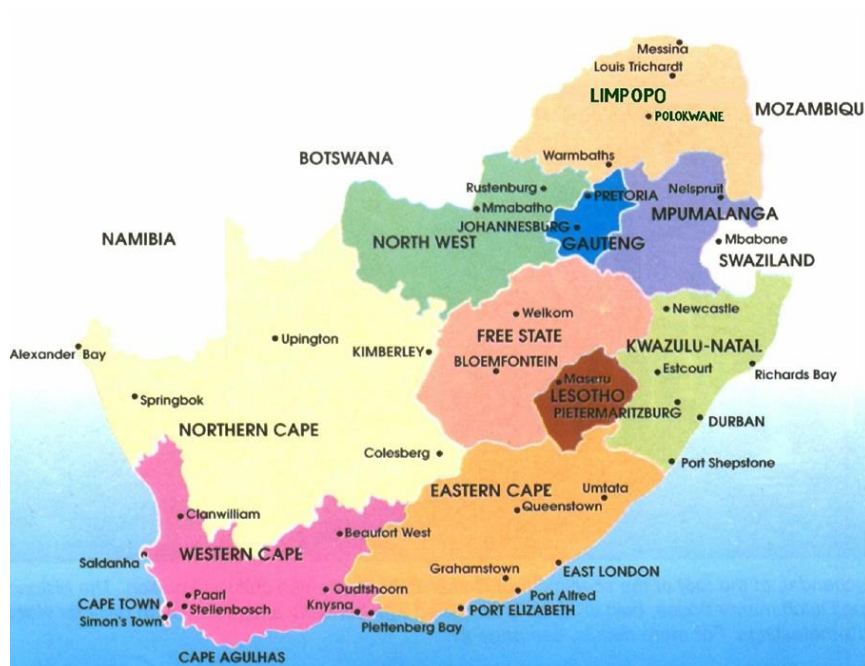 Messina
Louis Trichardt
LIMPOPO
MOZAMBIQU
POLOKWANE
BOTSWANA
Warmbaths
Rustenburg
PRETORIA
Nelspruit
Mmabatho
MPUMALANGA
JOHANNESBURG
NAMIBIA
NORTH WEST
GAUTENG
Mbabane
SWAZILAND
Newcastle
Welkom
FREE STATE
Upington
KWAZULU-NATAL
Alexander Bay
KIMBERLEY
BLOEMFONTEIN
Estcourt
Richards Bay
Maseru
LESOTHO
Springbok
PIETERMARITZBURG
DURBAN
NORTHERN CAPE
Colesberg
Port Shepstone
EASTERN CAPE
Umtata
Queenstown
Clanwilliam
Beaufort West
WESTERN CAPE
Saldanha
Grahamstown
EAST LONDON
Paarl
Oudtshoorn
Port Alfred
CAPE TOWN
Stellenbosch
Knysna
PORT ELIZABETH
Simon's Town
Plettenberg Bay
CAPE AGULHAS